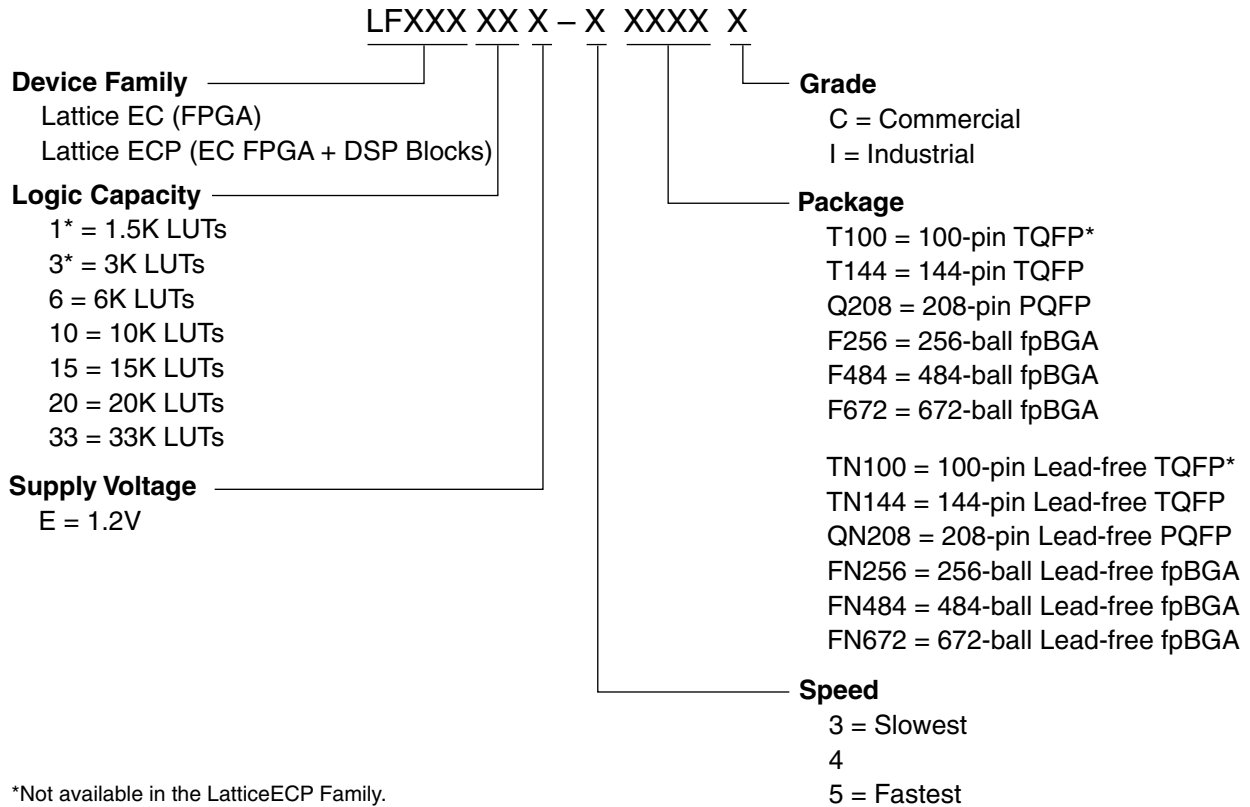 LFXXX XX X – X XXXX X
Device Family
Lattice EC (FPGA)
Lattice ECP (EC FPGA + DSP Blocks)
Logic Capacity
1* = 1.5K LUTs
3* = 3K LUTs
6 = 6K LUTs
10 = 10K LUTs
15 = 15K LUTs
20 = 20K LUTs
33 = 33K LUTs
Supply Voltage
E = 1.2V
Grade
C = Commercial
I = Industrial
Package
T100 = 100-pin TQFP*
T144 = 144-pin TQFP
Q208 = 208-pin PQFP
F256 = 256-ball fpBGA
F484 = 484-ball fpBGA
F672 = 672-ball fpBGA
TN100 = 100-pin Lead-free TQFP*
TN144 = 144-pin Lead-free TQFP
QN208 = 208-pin Lead-free PQFP
FN256 = 256-ball Lead-free fpBGA
FN484 = 484-ball Lead-free fpBGA
FN672 = 672-ball Lead-free fpBGA
Speed
3 = Slowest
4
5 = Fastest
*Not available in the LatticeECP Family.